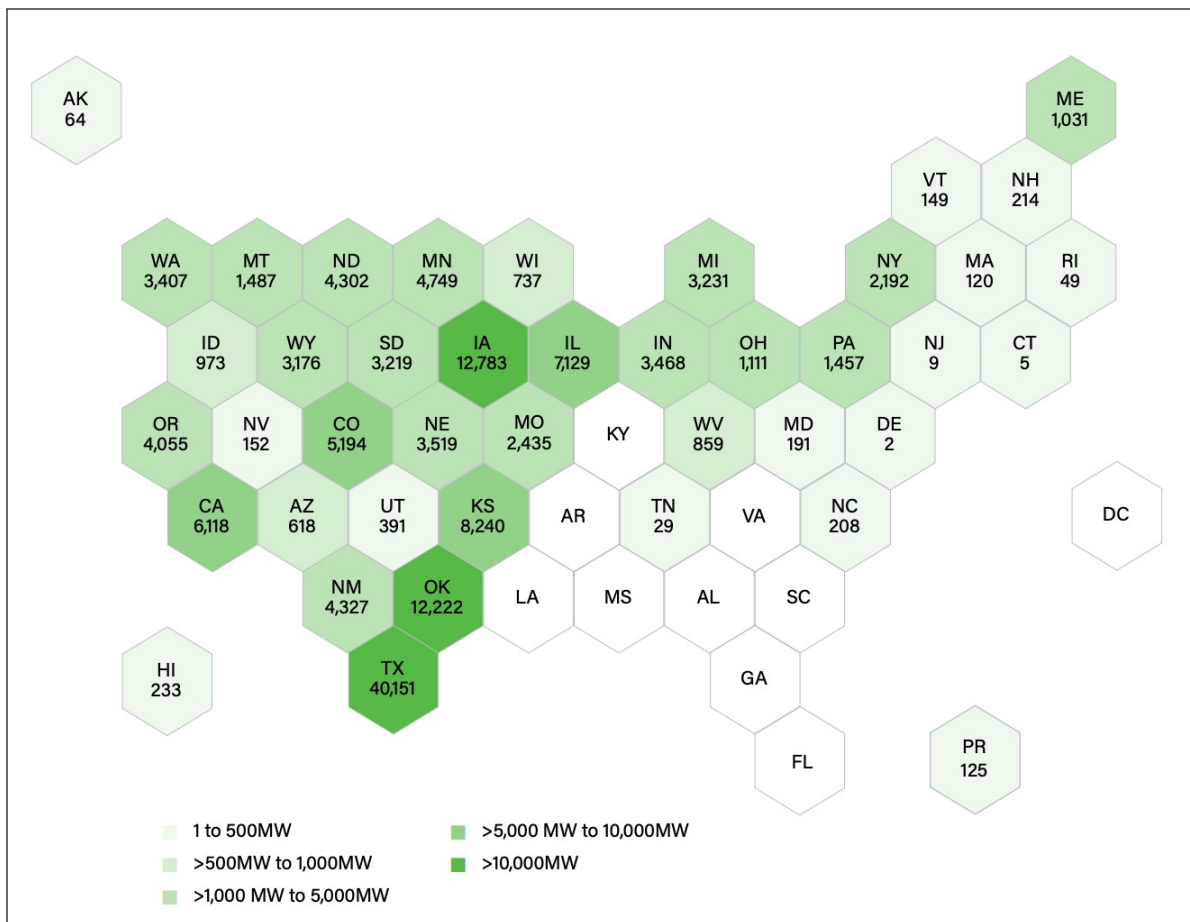 AK
64
ME
1,031
VT
149
NH
214
WA
3,407
MT
1,487
ND
4,302
MN
4,749
WI
737
MI
3,231
NY
2,192
MA
120
RI
49
ID
973
WY
3,176
SD
3,219
IA
12,783
IL
7,129
IN
3,468
OH
1,111
PA
1,457
NJ
9
CT
5
OR
4,055
NV
152
CO
5,194
NE
3,519
MO
2,435
KY
WV
859
MD
191
DE
2
CA
6,118
AZ
618
UT
391
KS
8,240
AR
TN
29
VA
NC
208
DC
NM
4,327
OK
12,222
LA
MS
AL
SC
HI
233
TX
40,151
GA
FL
PR
125
1 to 500MW
>500MW to 1,000MW
>1,000 MW to 5,000MW
>5,000 MW to 10,000MW
>10,000MW